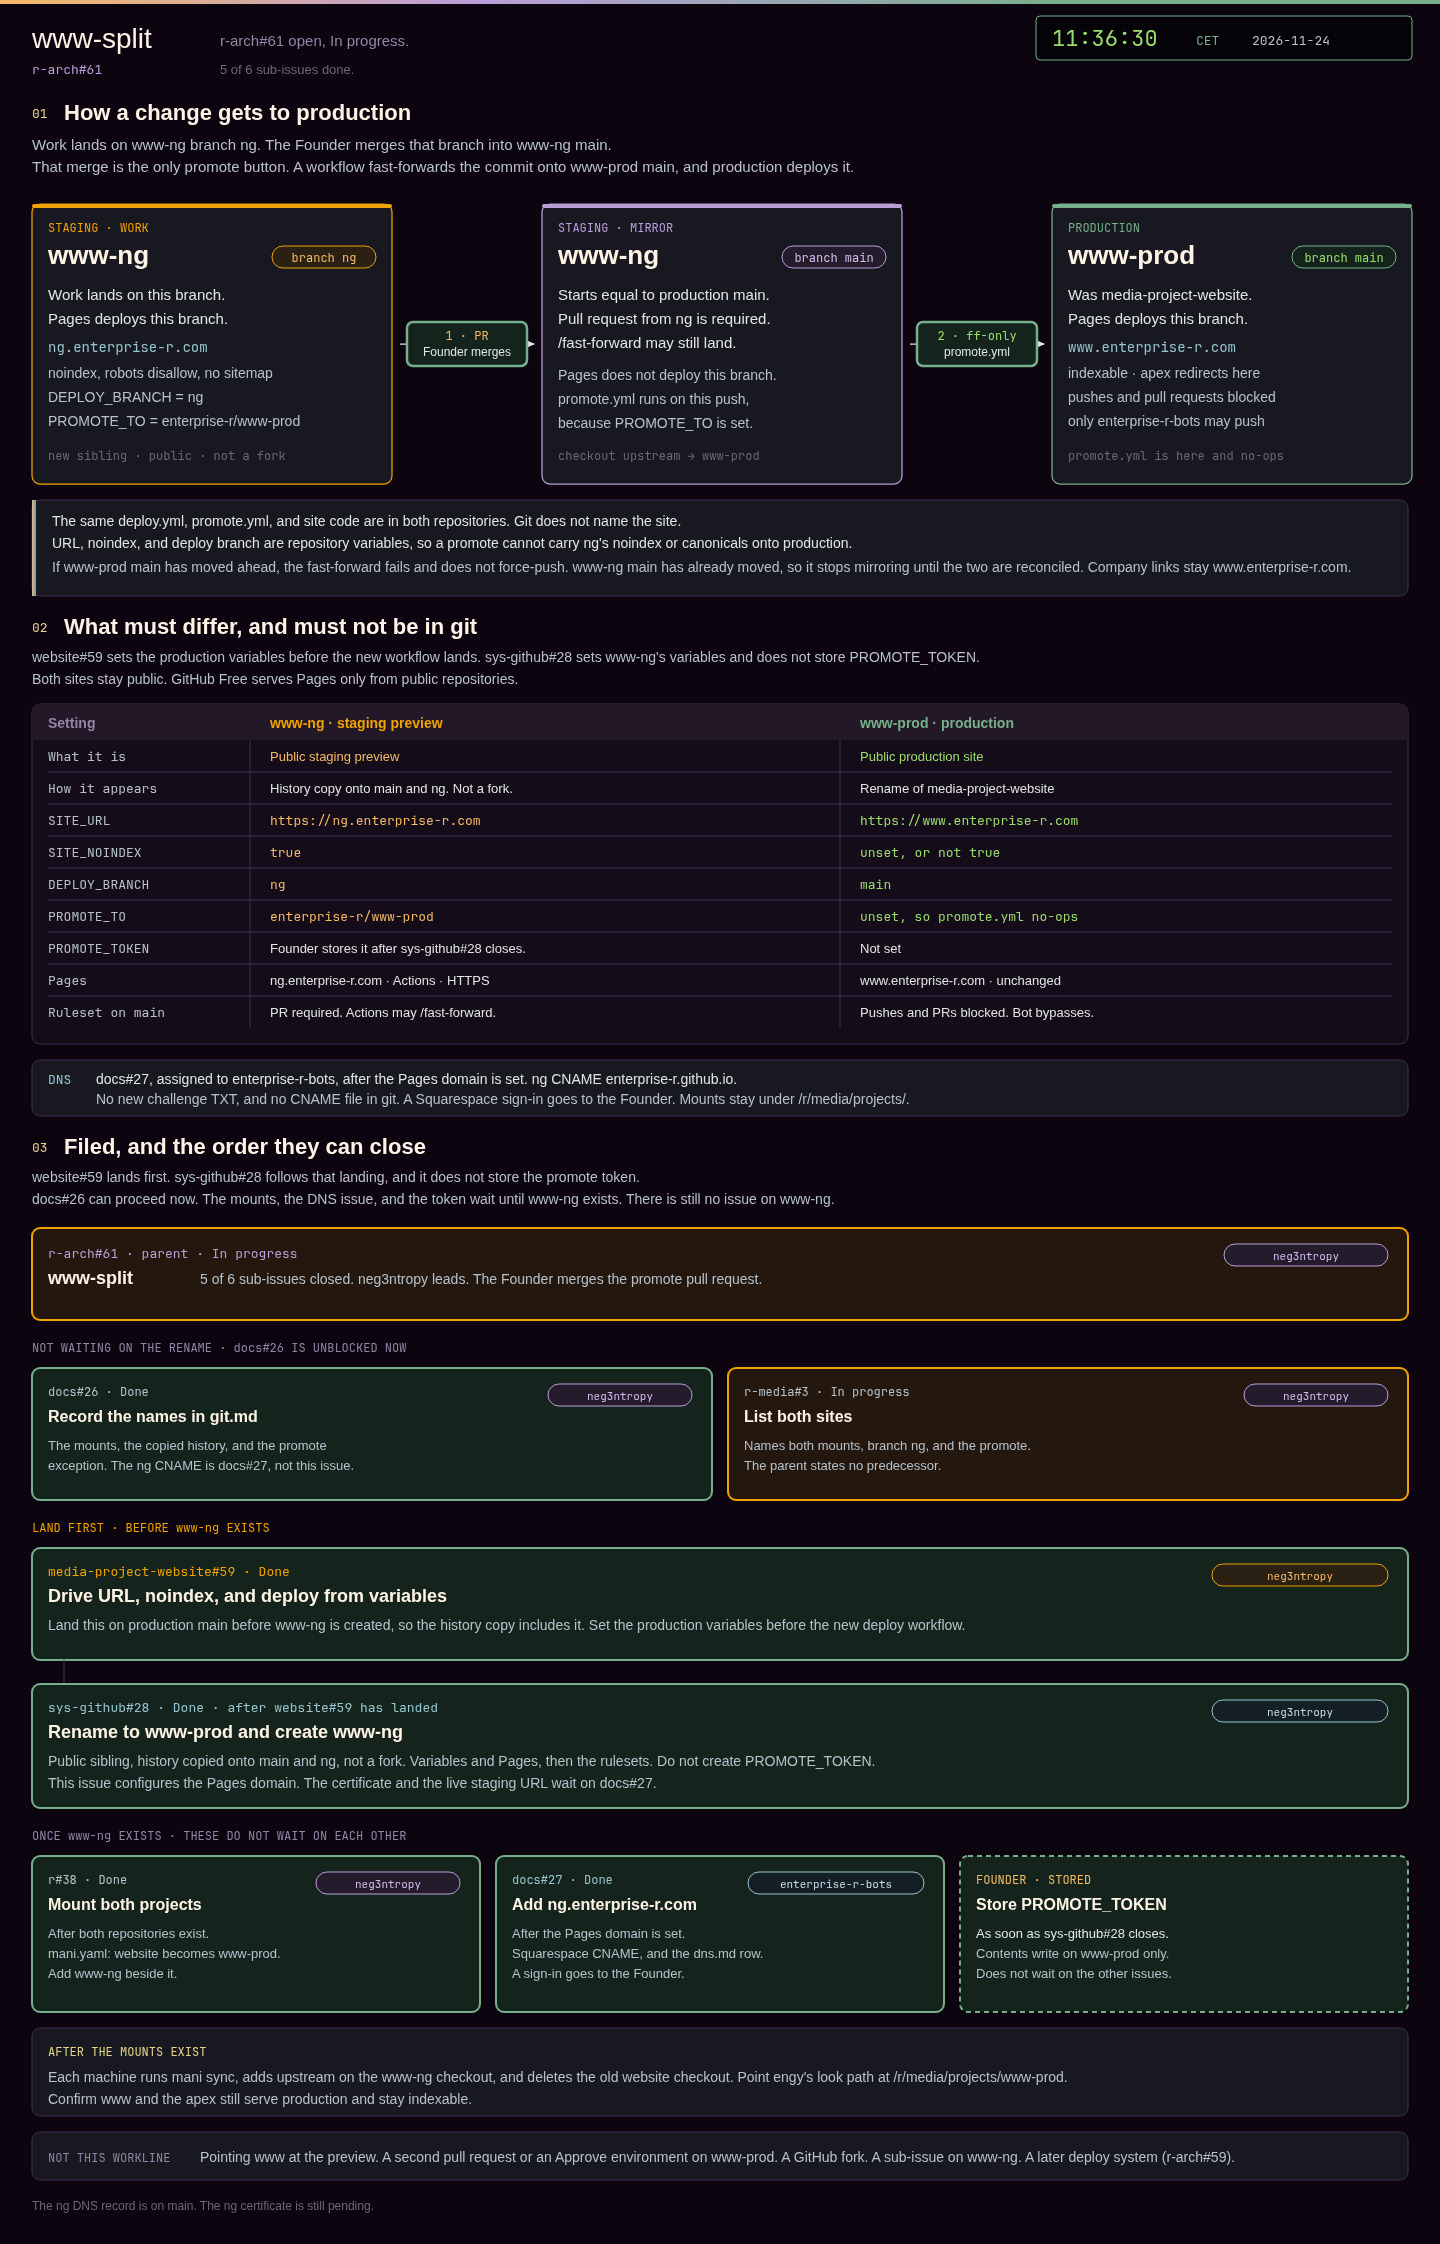 www-split
r-arch#61 open, In progress.
11:36:30 CET 2026-11-24
r-arch#61
5 of 6 sub-issues done.
01 How a change gets to production
Work lands on www-ng branch ng. The Founder merges that branch into www-ng main.
That merge is the only promote button. A workflow fast-forwards the commit onto www-prod main, and production deploys it.
STAGING · WORK
www-ng
branch ng
Work lands on this branch.
Pages deploys this branch.
ng.enterprise-r.com
noindex, robots disallow, no sitemap
DEPLOY_BRANCH = ng
PROMOTE_TO = enterprise-r/www-prod
new sibling · public · not a fork
1 · PR
Founder merges
STAGING · MIRROR
www-ng
branch main
Starts equal to production main.
Pull request from ng is required.
/fast-forward may still land.
Pages does not deploy this branch.
promote.yml runs on this push,
because PROMOTE_TO is set.
checkout upstream → www-prod
2 · ff-only
promote.yml
PRODUCTION
www-prod
branch main
Was media-project-website.
Pages deploys this branch.
www.enterprise-r.com
indexable · apex redirects here
pushes and pull requests blocked
only enterprise-r-bots may push
promote.yml is here and no-ops
The same deploy.yml, promote.yml, and site code are in both repositories. Git does not name the site.
URL, noindex, and deploy branch are repository variables, so a promote cannot carry ng's noindex or canonicals onto production.
If www-prod main has moved ahead, the fast-forward fails and does not force-push. www-ng main has already moved, so it stops mirroring until the two are reconciled. Company links stay www.enterprise-r.com.
02 What must differ, and must not be in git
website#59 sets the production variables before the new workflow lands. sys-github#28 sets www-ng's variables and does not store PROMOTE_TOKEN.
Both sites stay public. GitHub Free serves Pages only from public repositories.
Setting www-ng · staging preview www-prod · production
What it is Public staging preview Public production site
How it appears History copy onto main and ng. Not a fork. Rename of media-project-website
SITE_URL https://ng.enterprise-r.com https://www.enterprise-r.com
SITE_NOINDEX true unset, or not true
DEPLOY_BRANCH ng main
PROMOTE_TO enterprise-r/www-prod unset, so promote.yml no-ops
PROMOTE_TOKEN Founder stores it after sys-github#28 closes. Not set
Pages ng.enterprise-r.com · Actions · HTTPS www.enterprise-r.com · unchanged
Ruleset on main PR required. Actions may /fast-forward. Pushes and PRs blocked. Bot bypasses.
DNS docs#27, assigned to enterprise-r-bots, after the Pages domain is set. ng CNAME enterprise-r.github.io.
No new challenge TXT, and no CNAME file in git. A Squarespace sign-in goes to the Founder. Mounts stay under /r/media/projects/.
03 Filed, and the order they can close
website#59 lands first. sys-github#28 follows that landing, and it does not store the promote token.
docs#26 can proceed now. The mounts, the DNS issue, and the token wait until www-ng exists. There is still no issue on www-ng.
r-arch#61 · parent · In progress
neg3ntropy
www-split 5 of 6 sub-issues closed. neg3ntropy leads. The Founder merges the promote pull request.
NOT WAITING ON THE RENAME · docs#26 IS UNBLOCKED NOW
docs#26 · Done
neg3ntropy
Record the names in git.md
The mounts, the copied history, and the promote
exception. The ng CNAME is docs#27, not this issue.
r-media#3 · In progress
neg3ntropy
List both sites
Names both mounts, branch ng, and the promote.
The parent states no predecessor.
LAND FIRST · BEFORE www-ng EXISTS
media-project-website#59 · Done
neg3ntropy
Drive URL, noindex, and deploy from variables
Land this on production main before www-ng is created, so the history copy includes it. Set the production variables before the new deploy workflow.
sys-github#28 · Done · after website#59 has landed
neg3ntropy
Rename to www-prod and create www-ng
Public sibling, history copied onto main and ng, not a fork. Variables and Pages, then the rulesets. Do not create PROMOTE_TOKEN.
This issue configures the Pages domain. The certificate and the live staging URL wait on docs#27.
ONCE www-ng EXISTS · THESE DO NOT WAIT ON EACH OTHER
r#38 · Done
neg3ntropy
Mount both projects
After both repositories exist.
mani.yaml: website becomes www-prod.
Add www-ng beside it.
docs#27 · Done
enterprise-r-bots
Add ng.enterprise-r.com
After the Pages domain is set.
Squarespace CNAME, and the dns.md row.
A sign-in goes to the Founder.
FOUNDER · STORED
Store PROMOTE_TOKEN
As soon as sys-github#28 closes.
Contents write on www-prod only.
Does not wait on the other issues.
AFTER THE MOUNTS EXIST
Each machine runs mani sync, adds upstream on the www-ng checkout, and deletes the old website checkout. Point engy's look path at /r/media/projects/www-prod.
Confirm www and the apex still serve production and stay indexable.
NOT THIS WORKLINE Pointing www at the preview. A second pull request or an Approve environment on www-prod. A GitHub fork. A sub-issue on www-ng. A later deploy system (r-arch#59).
The ng DNS record is on main. The ng certificate is still pending.